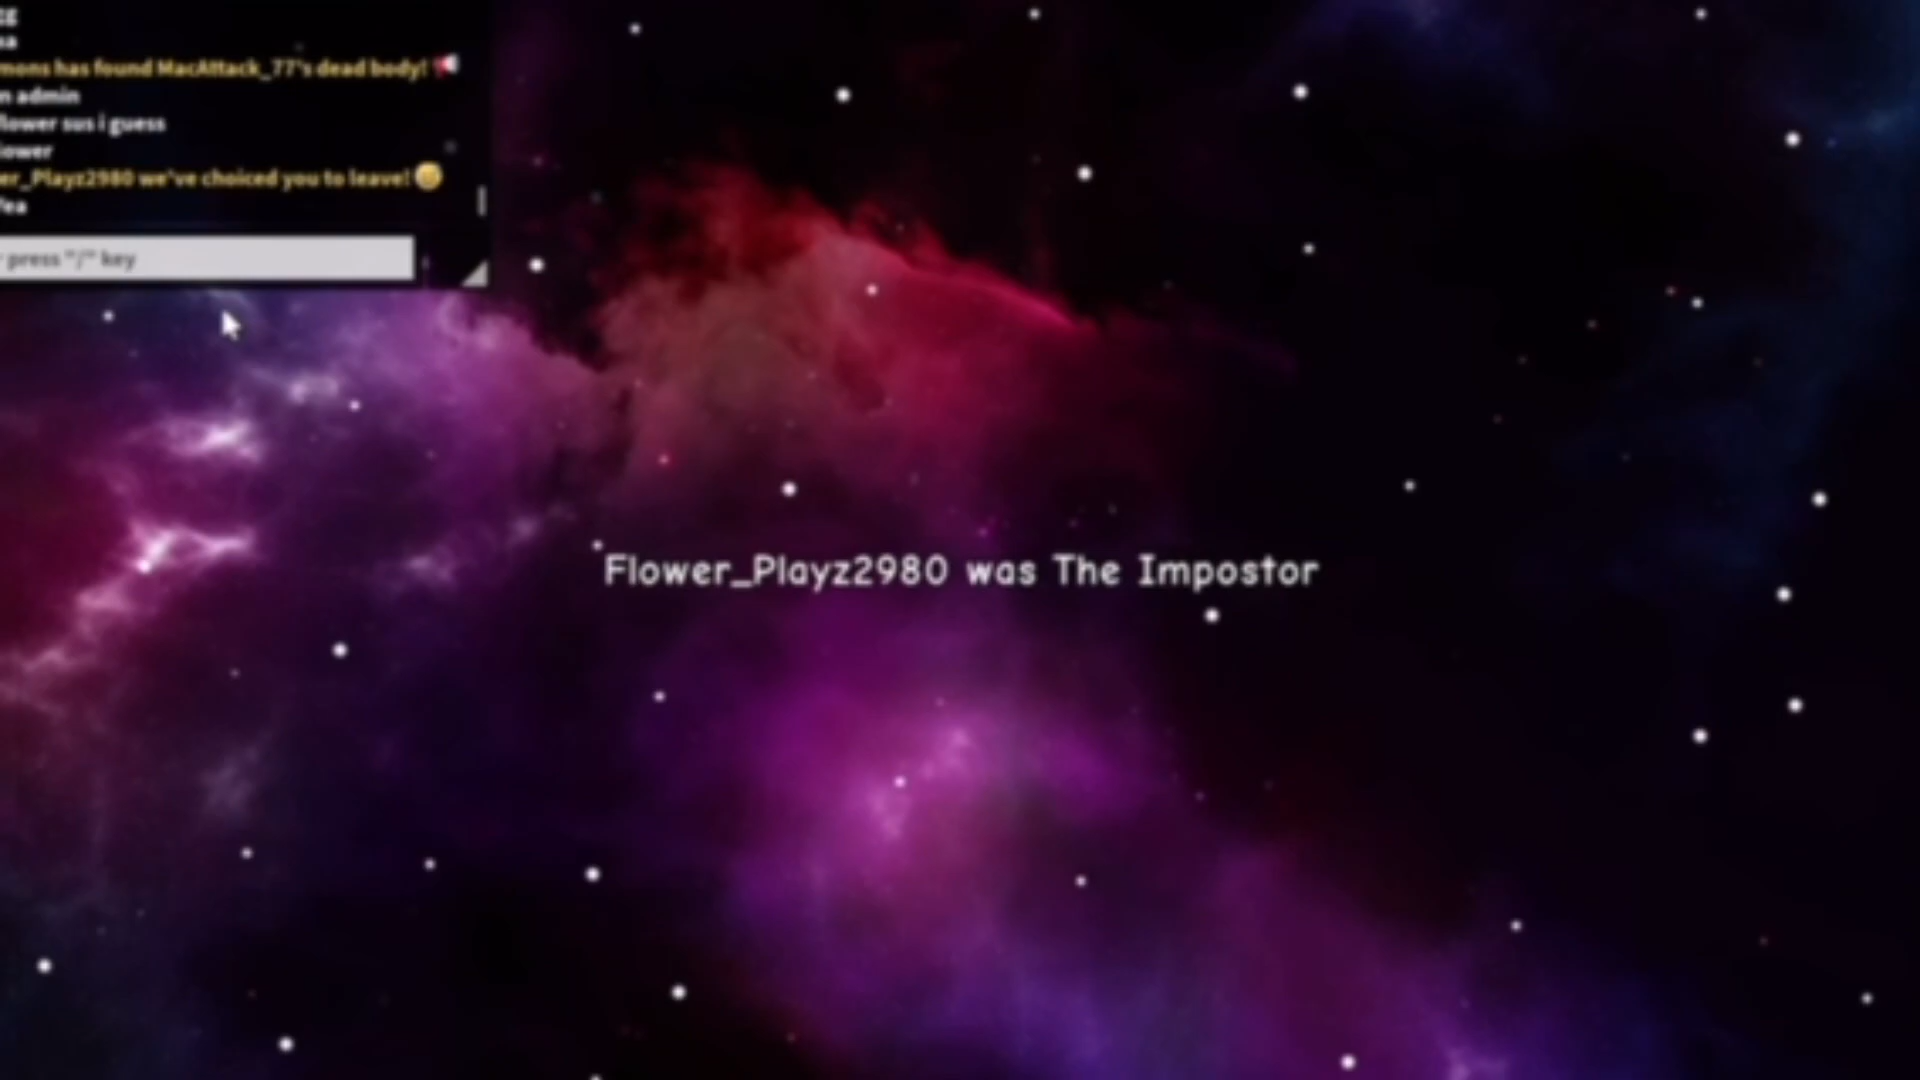 mons has found MacAttack_77's dead body!
n admin
flower sus i guess
lower
er_Playz2980 we've choiced you to leave!
Yea
press "/" key
Flower_Playz2980 was The Impostor